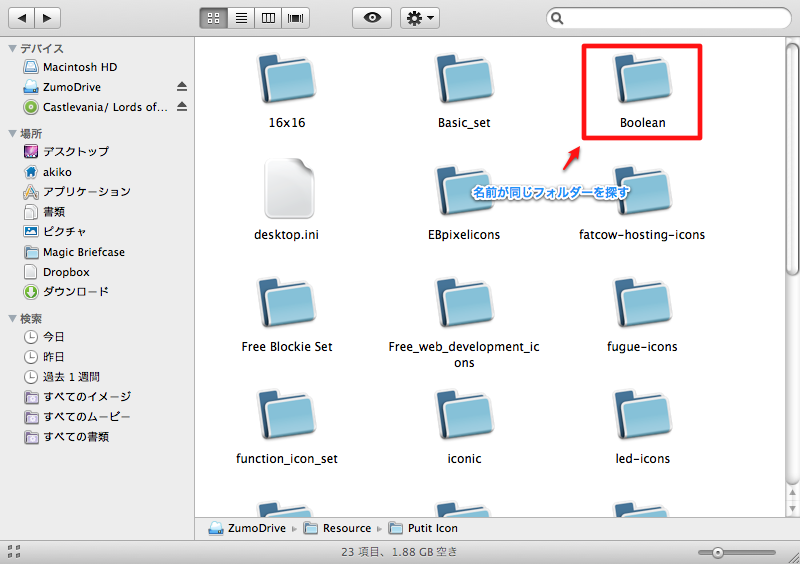 デバイス
Macintosh HD
ZumoDrive
Castlevania/ Lords of...
場所
デスクトップ
akiko
アプリケーション
書類
ピクチャ
Magic Briefcase
Dropbox
ダウンロード
検索
今日
昨日
過去 1 週間
すべてのイメージ
すべてのムービー
すべての書類
16x16
Basic_set
Boolean
名前が同じフォルダーを探す
desktop.ini
EBpixelicons
fatcow-hosting-icons
Free Blockie Set
Free_web_development_ic
ons
fugue-icons
function_icon_set
iconic
led-icons
ZumoDrive
Resource
Putit Icon
23 項目、1.88 GB 空き